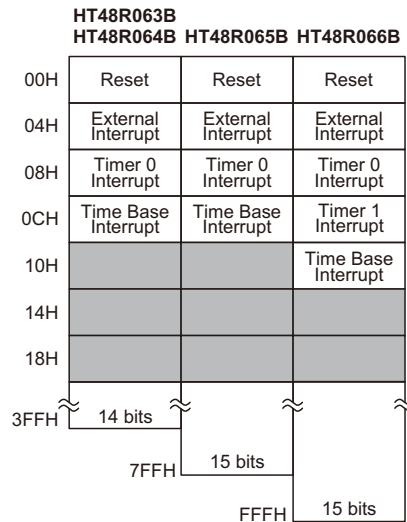 HT48R063B
HT48R064B HT48R065B HT48R066B
00H Reset Reset Reset
04H External Interrupt External Interrupt External Interrupt
08H Timer 0 Interrupt Timer 0 Interrupt Timer 0 Interrupt
0CH Time Base Interrupt Time Base Interrupt Timer 1 Interrupt
10H Time Base Interrupt
14H
18H
3FFH 14 bits
7FFH 15 bits
FFFH 15 bits